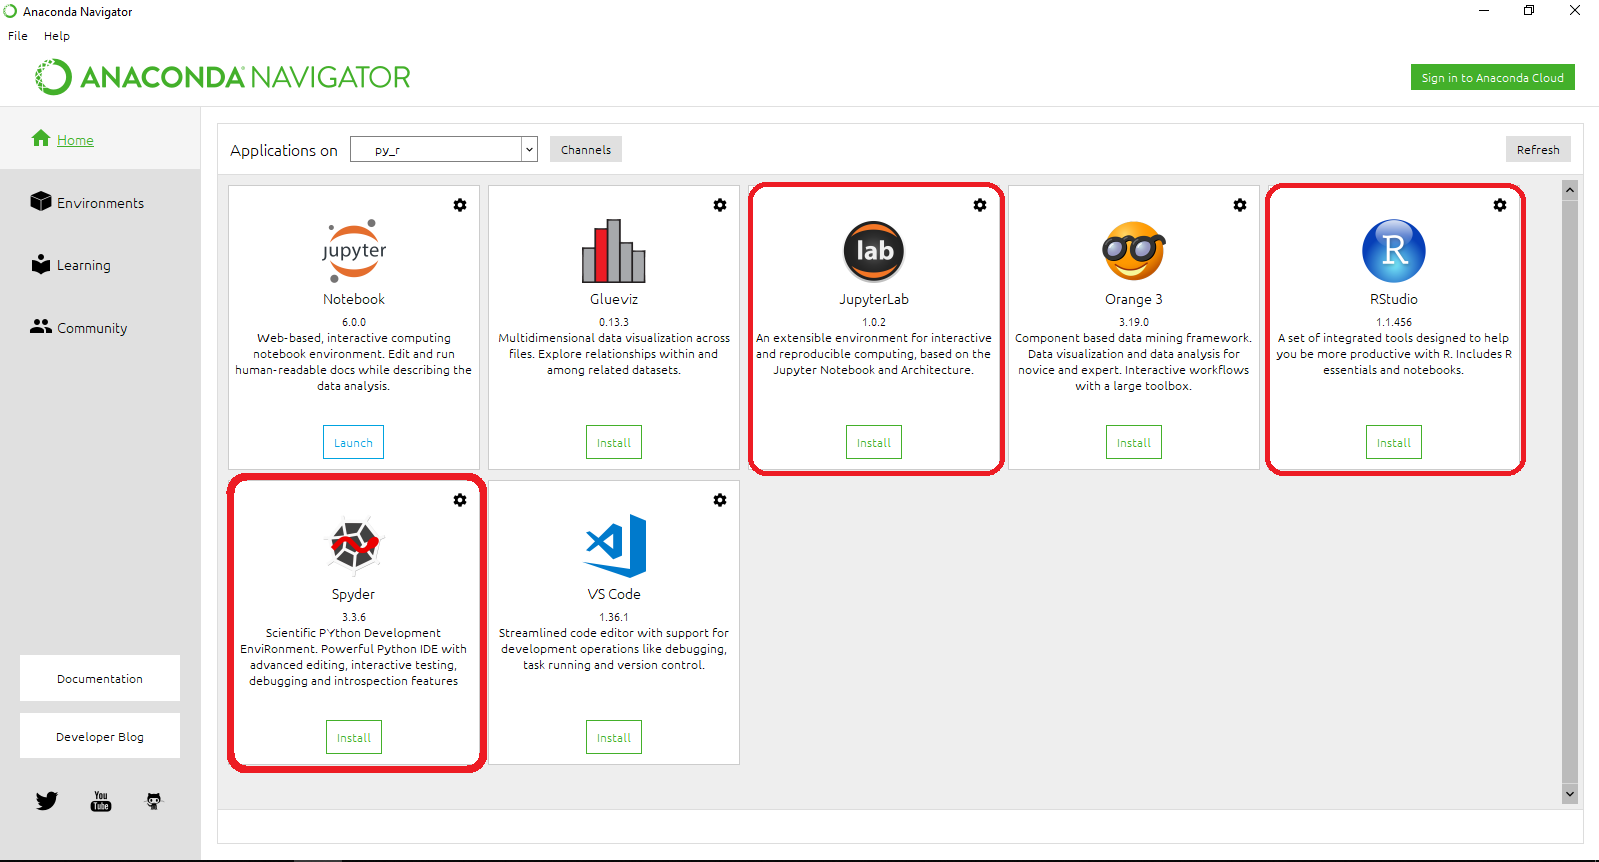 Anaconda Navigator
File Help
ANACONDA NAVIGATOR
Sign in to Anaconda Cloud
Home
Environments
Learning
Community
Documentation
Developer Blog
You
Tube
Applications on py_r Channels Refresh
jupyter
Notebook
6.0.0
Web-based, interactive computing
notebook environment. Edit and run
human-readable docs while describing the
data analysis.
Launch
Glueviz
0.13.3
Multidimensional data visualization across
files. Explore relationships within and
among related datasets.
Install
lab
JupyterLab
1.0.2
An extensible environment for interactive
and reproducible computing, based on the
Jupyter Notebook and Architecture.
Install
Orange 3
3.19.0
Component based data mining framework.
Data visualization and data analysis for
novice and expert. Interactive workflows
with a large toolbox.
Install
R
RStudio
1.1.456
A set of integrated tools designed to help
you be more productive with R. Includes R
essentials and notebooks.
Install
Spyder
3.3.6
Scientific PYthon Development
EnviRonment. Powerful Python IDE with
advanced editing, interactive testing,
debugging and introspection features
Install
VS Code
1.36.1
Streamlined code editor with support for
development operations like debugging,
task running and version control.
Install